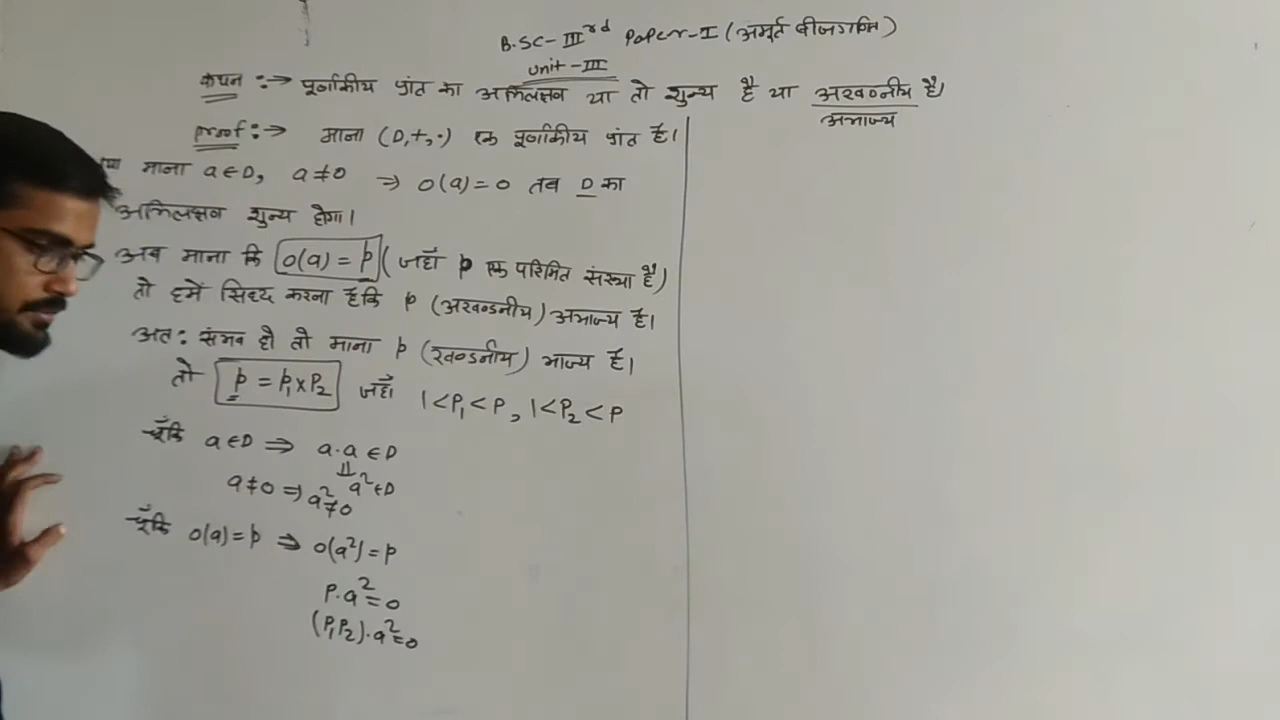 B.SC-IIIrd Paper-I (अमूर्त बीजगणित)
Unit-III
कथन :→ पूर्णांकीय प्रांत का अभिलक्षण या तो शुन्य है या अखण्डनीय है।
अभाज्य
Proof :→ माना (D,+,·) एक पूर्णांकीय प्रांत है।
माना a∈D, a≠0 ⇒ o(a)=0 तब D का
अभिलक्षण शुन्य होगा।
अब माना कि o(a) = p (जहाँ p एक परिमित संख्या है)
तो हमें सिध्द करना है कि p (अखण्डनीय) अभाज्य है।
अतः संभव हो तो माना p (खण्डनीय) भाज्य है।
तो p = p₁×P₂ जहाँ 1<P₁<P, 1<P₂<P
चूँकि a∈D ⇒ a·a∈D
⇓
a≠0 ⇒ a²≠0 a²∈D
चूँकि o(a)=p ⇒ o(a²)=p
P·a²=0
(P₁P₂)·a²=0